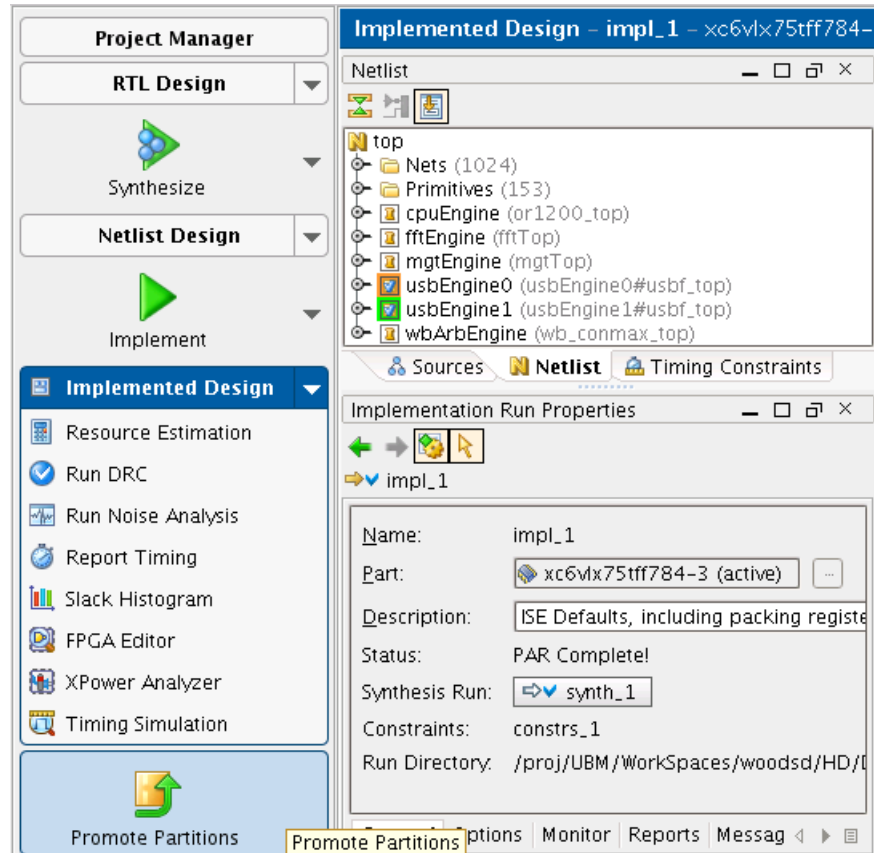 Project Manager
RTL Design
Synthesize
Netlist Design
Implement
Implemented Design
Resource Estimation
Run DRC
Run Noise Analysis
Report Timing
Slack Histogram
FPGA Editor
XPower Analyzer
Timing Simulation
Promote Partitions
Implemented Design - impl_1 - xc6vlx75tff784-
Netlist
top
Nets (1024)
Primitives (153)
cpuEngine (or1200_top)
fftEngine (fftTop)
mgtEngine (mgtTop)
usbEngine0 (usbEngine0#usbf_top)
usbEngine1 (usbEngine1#usbf_top)
wbArbEngine (wb_conmax_top)
Sources Netlist Timing Constraints
Implementation Run Properties
impl_1
Name: impl_1
Part: xc6vlx75tff784-3 (active) ...
Description: ISE Defaults, including packing registe
Status: PAR Complete!
Synthesis Run: synth_1
Constraints: constrs_1
Run Directory: /proj/UBM/WorkSpaces/woodsd/HD/
Promote Partitions ptions Monitor Reports Messag